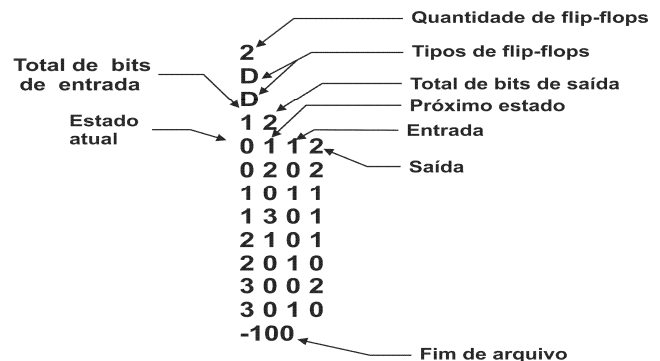 Quantidade de flip-flops
2
Tipos de flip-flops
D
D
Total de bits
de entrada
Total de bits de saída
1 2
Próximo estado
Estado
atual
Entrada
0 1 1 2
Saída
0 2 0 2
1 0 1 1
1 3 0 1
2 1 0 1
2 0 1 0
3 0 0 2
3 0 1 0
-100
Fim de arquivo